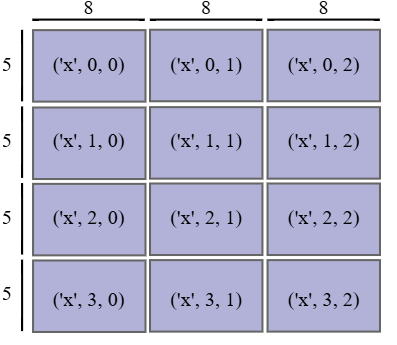 8 8 8
5 ('x', 0, 0) ('x', 0, 1) ('x', 0, 2)
5 ('x', 1, 0) ('x', 1, 1) ('x', 1, 2)
5 ('x', 2, 0) ('x', 2, 1) ('x', 2, 2)
5 ('x', 3, 0) ('x', 3, 1) ('x', 3, 2)